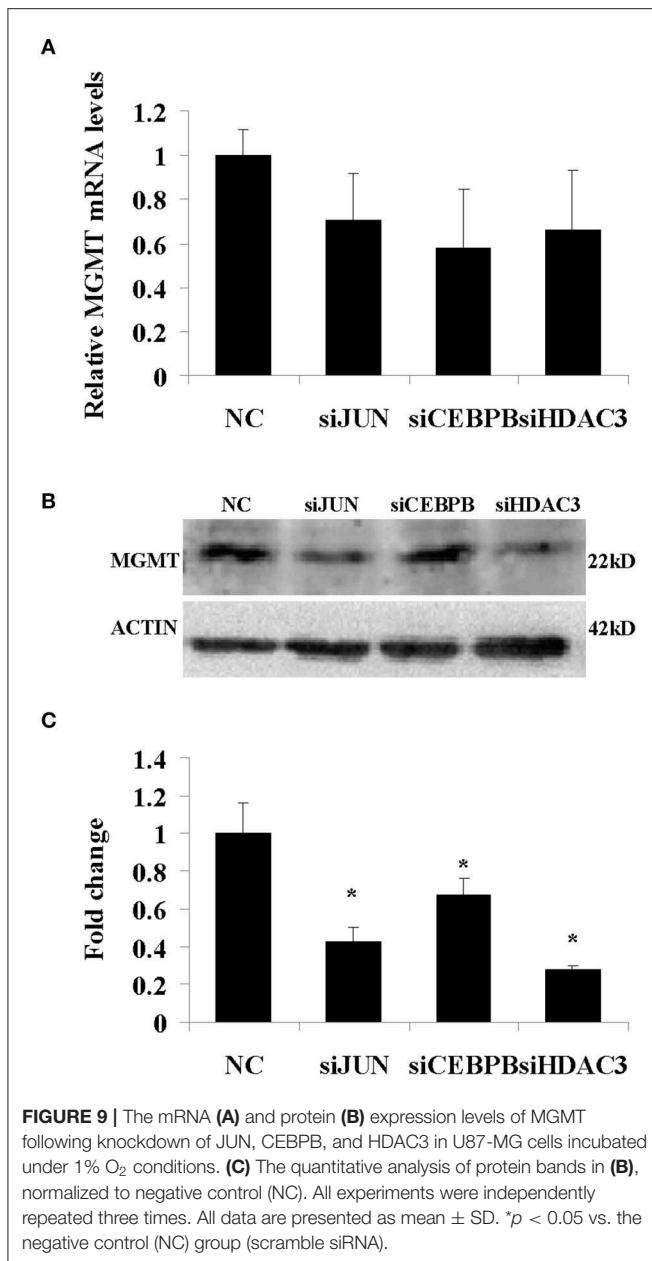 A
Relative MGMT mRNA levels
1.2
1
0.8
0.6
0.4
0.2
0
NC siJUN siCEBPBsiHDAC3
B
NC siJUN siCEBPB siHDAC3
MGMT 22kD
ACTIN 42kD
C
Fold change
1.4
1.2
1
0.8
0.6
0.4
0.2
0
* * *
NC siJUN siCEBPBsiHDAC3
FIGURE 9 | The mRNA (A) and protein (B) expression levels of MGMT
following knockdown of JUN, CEBPB, and HDAC3 in U87-MG cells incubated
under 1% O₂ conditions. (C) The quantitative analysis of protein bands in (B),
normalized to negative control (NC). All experiments were independently
repeated three times. All data are presented as mean ± SD. *p < 0.05 vs. the
negative control (NC) group (scramble siRNA).